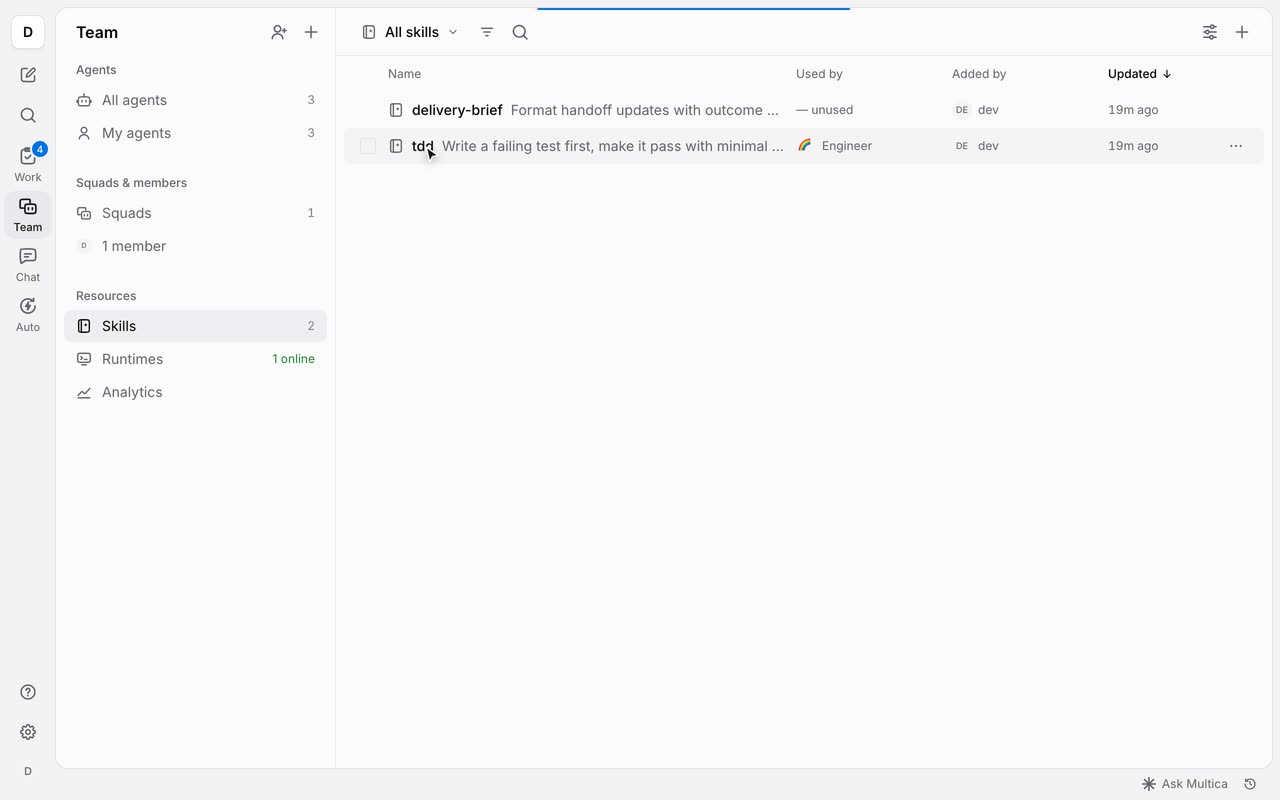 D
4
Work
Team
Chat
Auto
D
Team
Agents
All agents 3
My agents 3
Squads & members
Squads 1
D 1 member
Resources
Skills 2
Runtimes 1 online
Analytics
All skills
Name Used by Added by Updated ↓
delivery-brief Format handoff updates with outcome ... — unused DE dev 19m ago
tdd Write a failing test first, make it pass with minimal ... 🌈 Engineer DE dev 19m ago ...
Ask Multica